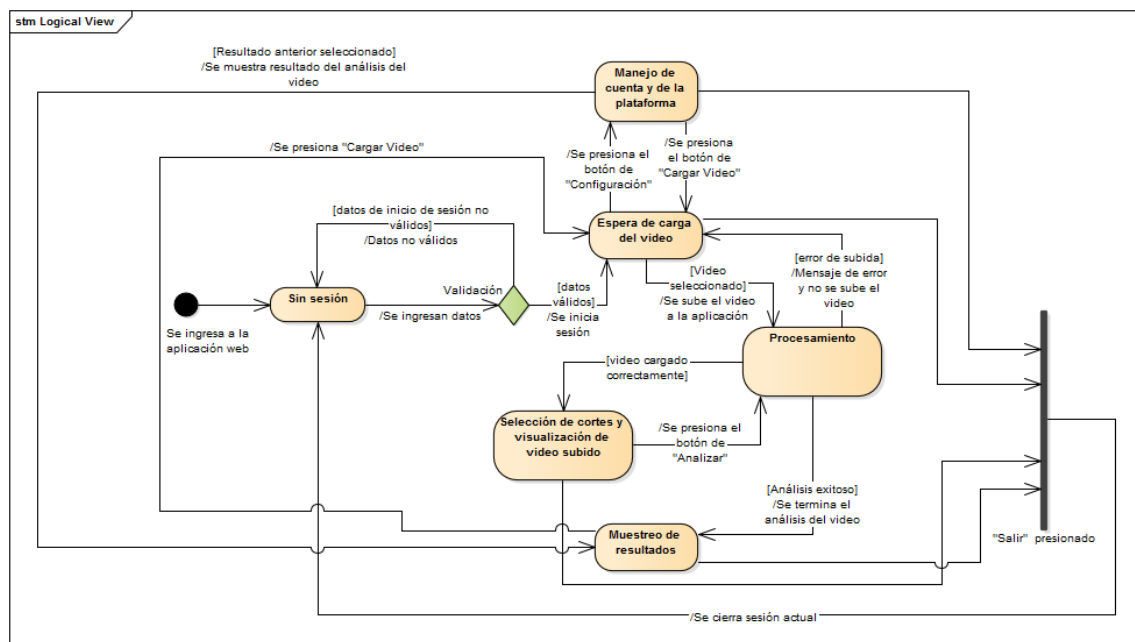 stm Logical View
[Resultado anterior seleccionado]
/Se muestra resultado del análisis del
video
Manejo de
cuenta y de la
plataforma
/Se presiona "Cargar Video"
/Se presiona el
botón de
"Configuración"
/Se presiona
el botón de
"Cargar Video"
[datos de inicio de sesión no
válidos]
/Datos no válidos
Espera de carga
del video
[error de subida]
/Mensaje de error
y no se sube el
video
Validación
[datos
válidos]
/Se inicia
sesión
[Video
seleccionado]
/Se sube el video
a la aplicación
Sin sesión
/Se ingresan datos
Se ingresa a la
aplicación web
Procesamiento
[video cargado
correctamente]
Selección de cortes y
visualización de
video subido
/Se presiona el
botón de
"Analizar"
[Análisis exitoso]
/Se termina el
análisis del video
Muestreo de
resultados
"Salir" presionado
/Se cierra sesión actual